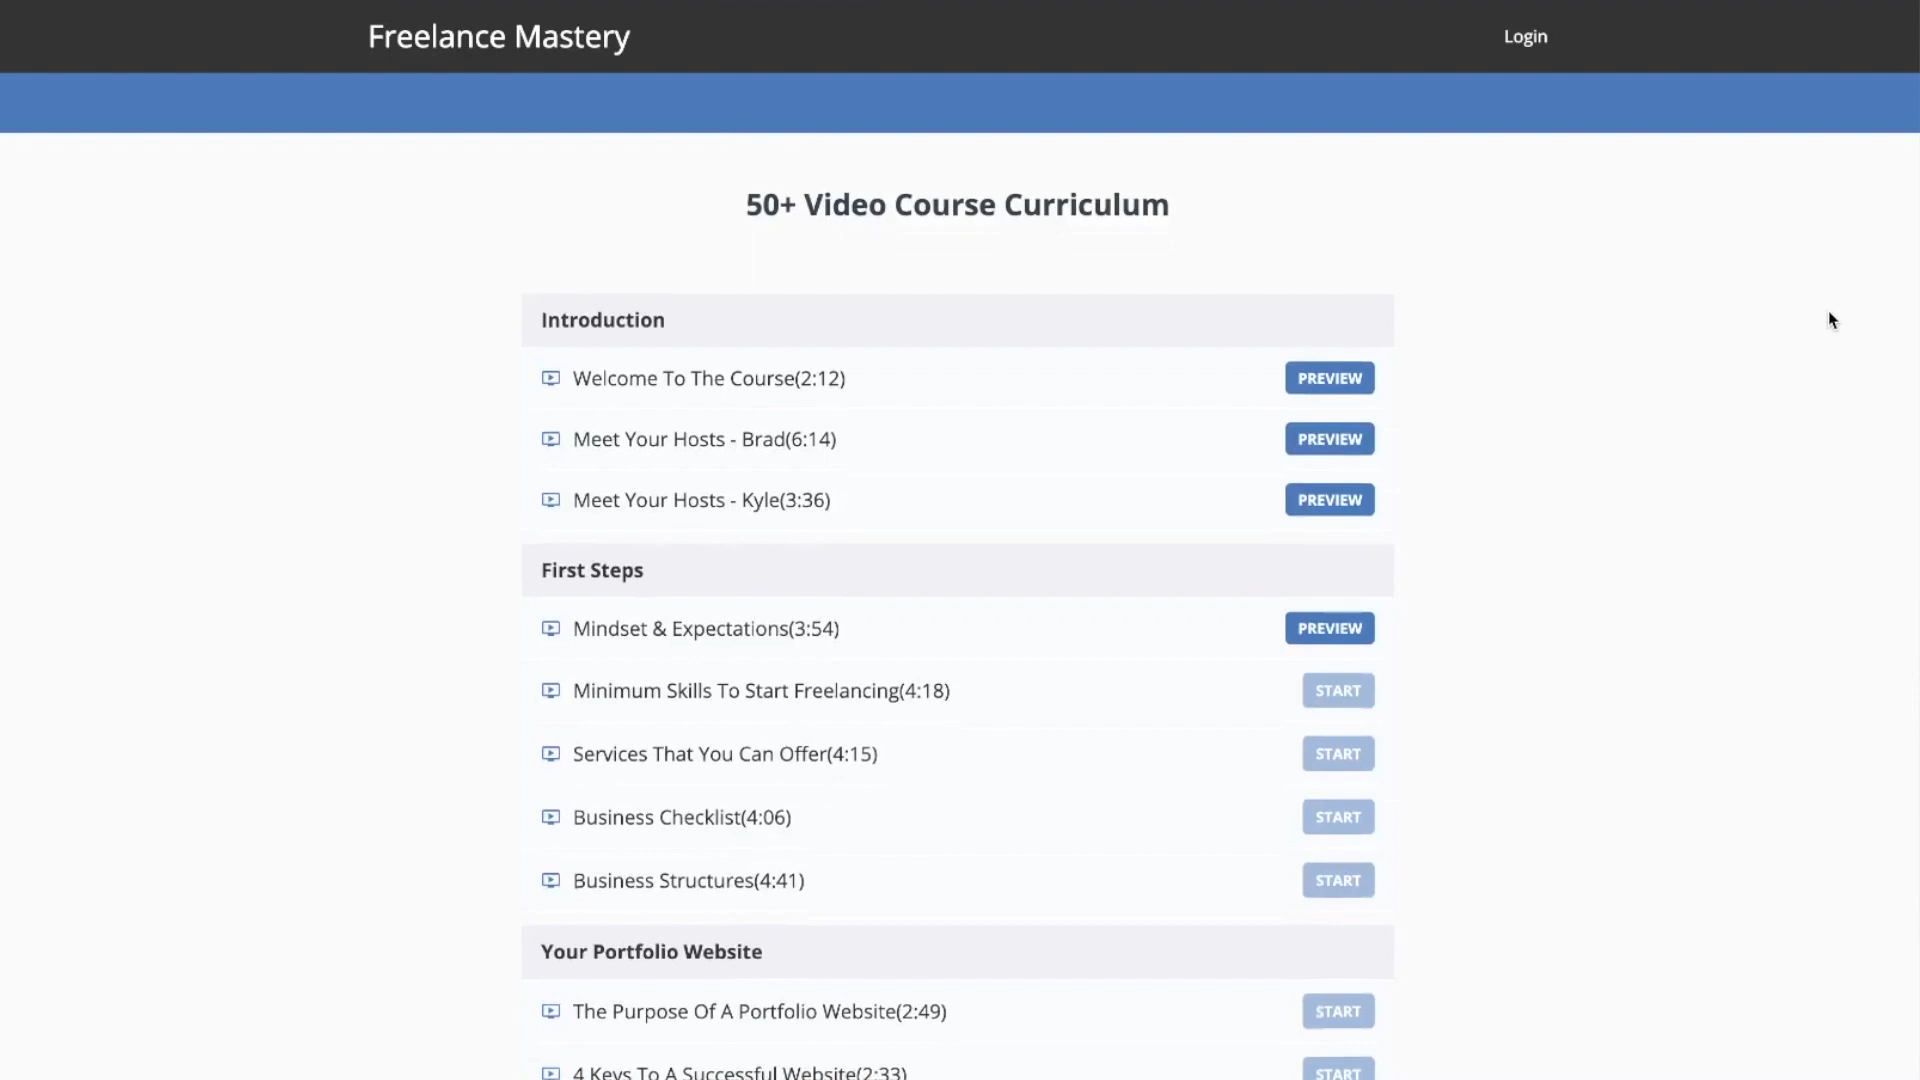 Freelance Mastery
Login
50+ Video Course Curriculum
Introduction
Welcome To The Course(2:12)
PREVIEW
Meet Your Hosts - Brad(6:14)
PREVIEW
Meet Your Hosts - Kyle(3:36)
PREVIEW
First Steps
Mindset & Expectations(3:54)
PREVIEW
Minimum Skills To Start Freelancing(4:18)
START
Services That You Can Offer(4:15)
START
Business Checklist(4:06)
START
Business Structures(4:41)
START
Your Portfolio Website
The Purpose Of A Portfolio Website(2:49)
START
4 Keys To A Successful Website(2:33)
START